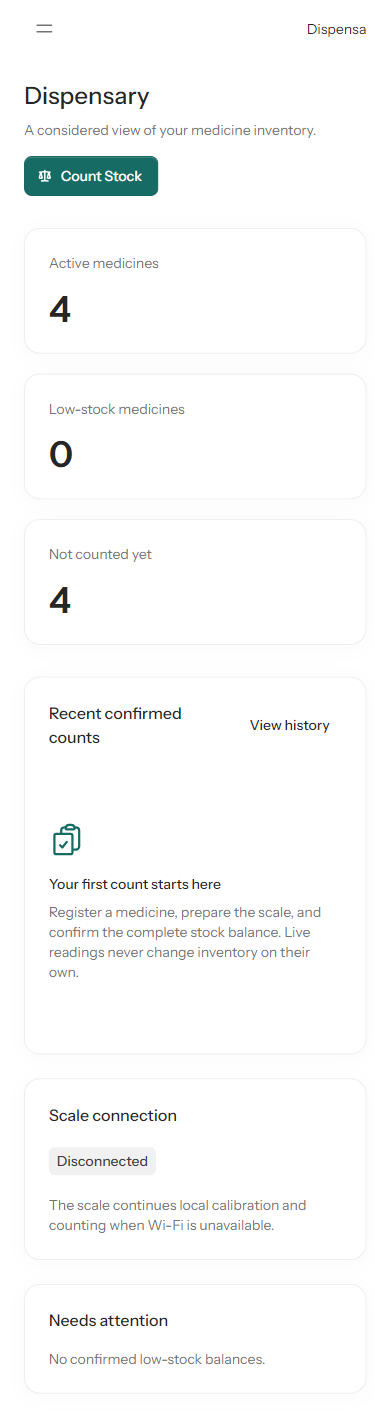 Dispensa
Dispensary
A considered view of your medicine inventory.
Count Stock
Active medicines
4
Low-stock medicines
0
Not counted yet
4
Recent confirmed
counts
View history
Your first count starts here
Register a medicine, prepare the scale, and
confirm the complete stock balance. Live
readings never change inventory on their
own.
Scale connection
Disconnected
The scale continues local calibration and
counting when Wi-Fi is unavailable.
Needs attention
No confirmed low-stock balances.